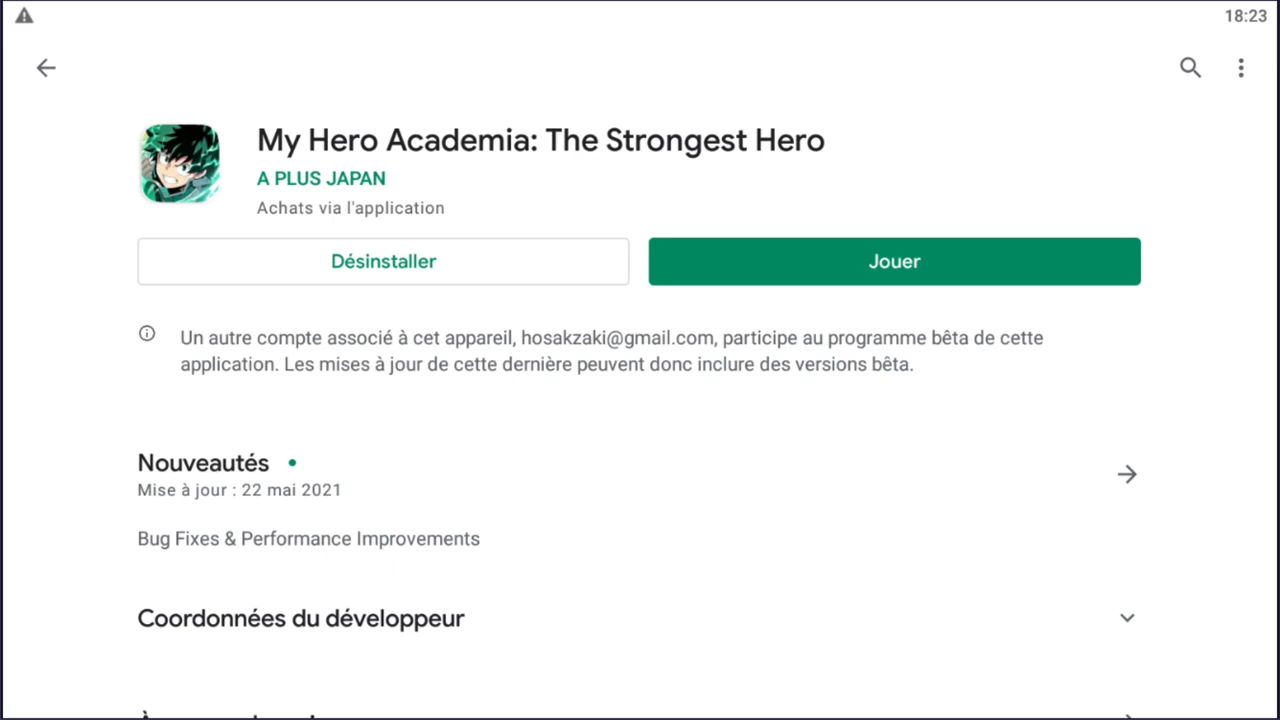 18:23
My Hero Academia: The Strongest Hero
A PLUS JAPAN
Achats via l'application
Désinstaller
Jouer
Un autre compte associé à cet appareil, hosakzaki@gmail.com, participe au programme bêta de cette
application. Les mises à jour de cette dernière peuvent donc inclure des versions bêta.
Nouveautés
Mise à jour : 22 mai 2021
Bug Fixes & Performance Improvements
Coordonnées du développeur